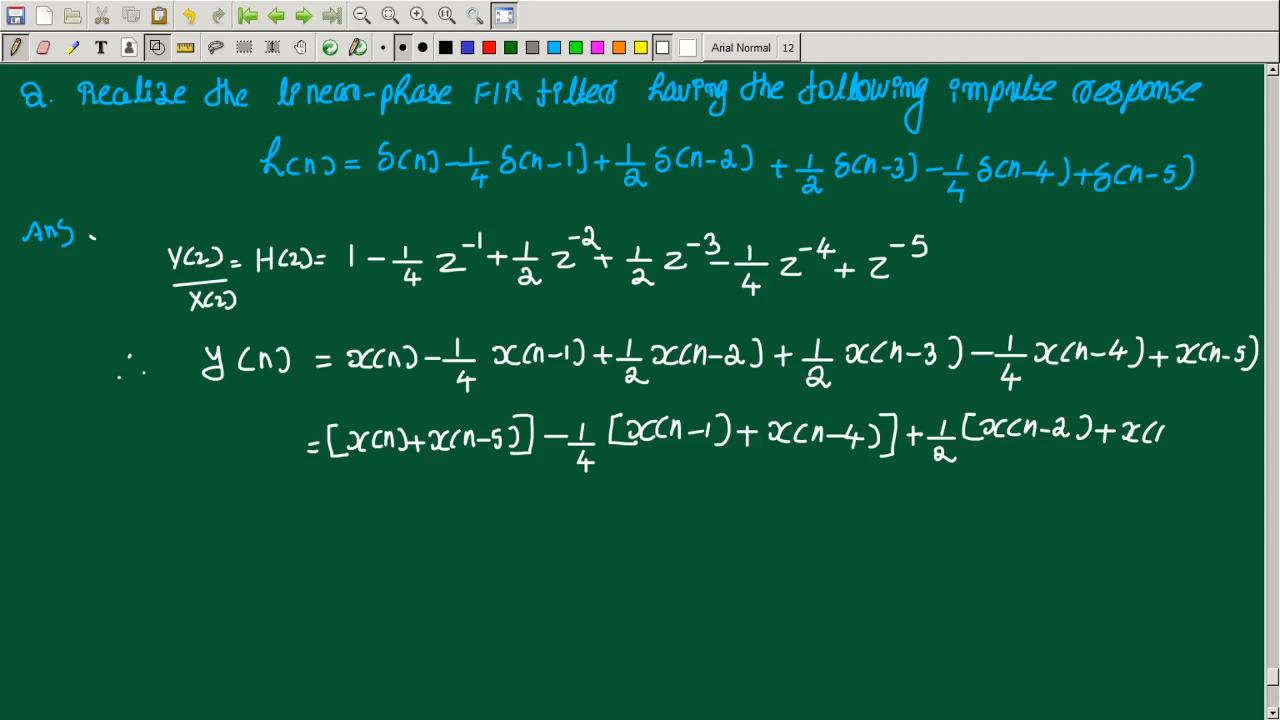 Arial Normal 12
Q. Realize the linear-phase FIR filter having the following impulse response
h(n) = δ(n) - 1/4 δ(n-1) + 1/2 δ(n-2) + 1/2 δ(n-3) - 1/4 δ(n-4) + δ(n-5)
Ans.
Y(z)/X(z) = H(z) = 1 - 1/4 z^-1 + 1/2 z^-2 + 1/2 z^-3 - 1/4 z^-4 + z^-5
∴ y(n) = x(n) - 1/4 x(n-1) + 1/2 x(n-2) + 1/2 x(n-3) - 1/4 x(n-4) + x(n-5)
= [x(n) + x(n-5)] - 1/4 [x(n-1) + x(n-4)] + 1/2 [x(n-2) + x(